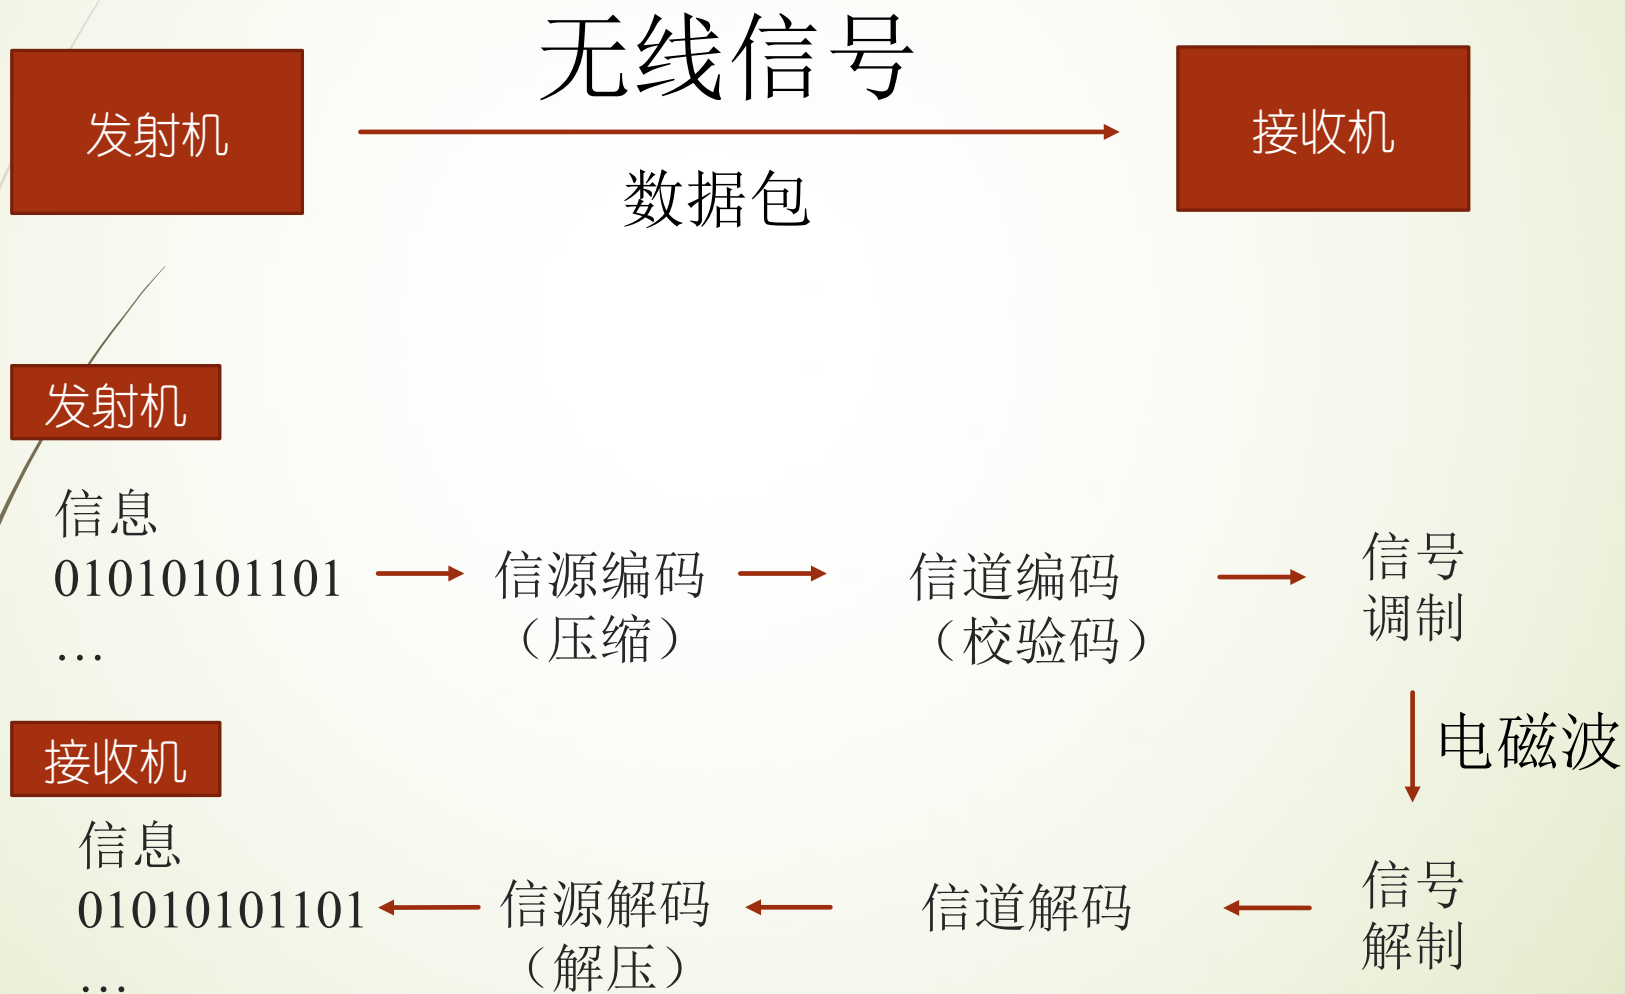 无线信号
发射机
接收机
数据包
发射机
信息
01010101101
…
信源编码
（压缩）
信道编码
（校验码）
信号
调制
电磁波
接收机
信息
01010101101
…
信源解码
（解压）
信道解码
信号
解制